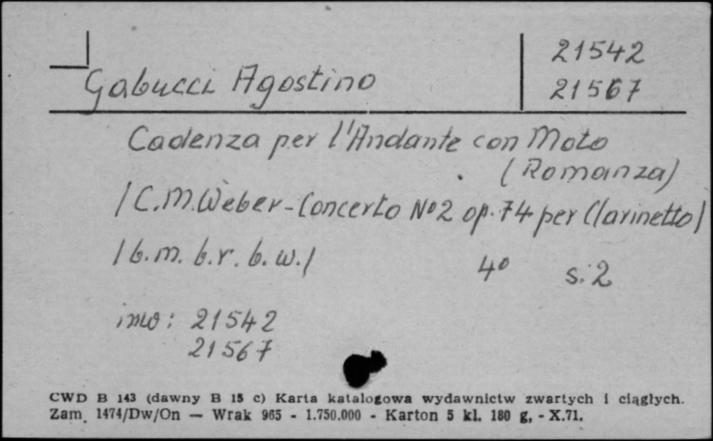 21542
Gabucci Agostino
21567
Cadenza per l'Andante con Moto
(Romanza)
/C.M.Weber-Concerto No2 op.74 per Clarinetto/
/b.m. b.r. b.w./ 4o s.2
inw: 21542
21567
CWD B 143 (dawny B 15 c) Karta katalogowa wydawnictw zwartych i ciągłych.
Zam. 1474/Dw/On — Wrak 965 - 1.750.000 - Karton 5 kl. 180 g. - X.71.